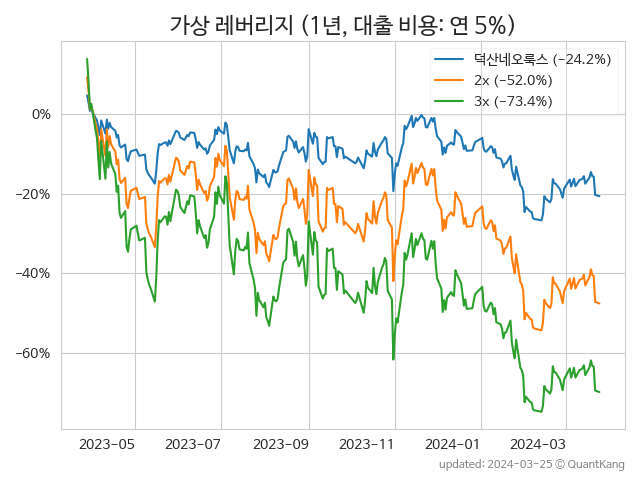 가상 레버리지 (1년, 대출 비용: 연 5%)
덕산네오룩스 (−24.2%)
2x (−52.0%)
3x (−73.4%)
0%
−20%
−40%
−60%
2023−05 2023−07 2023−09 2023−11 2024−01 2024−03
updated: 2024−03−25 © QuantKang